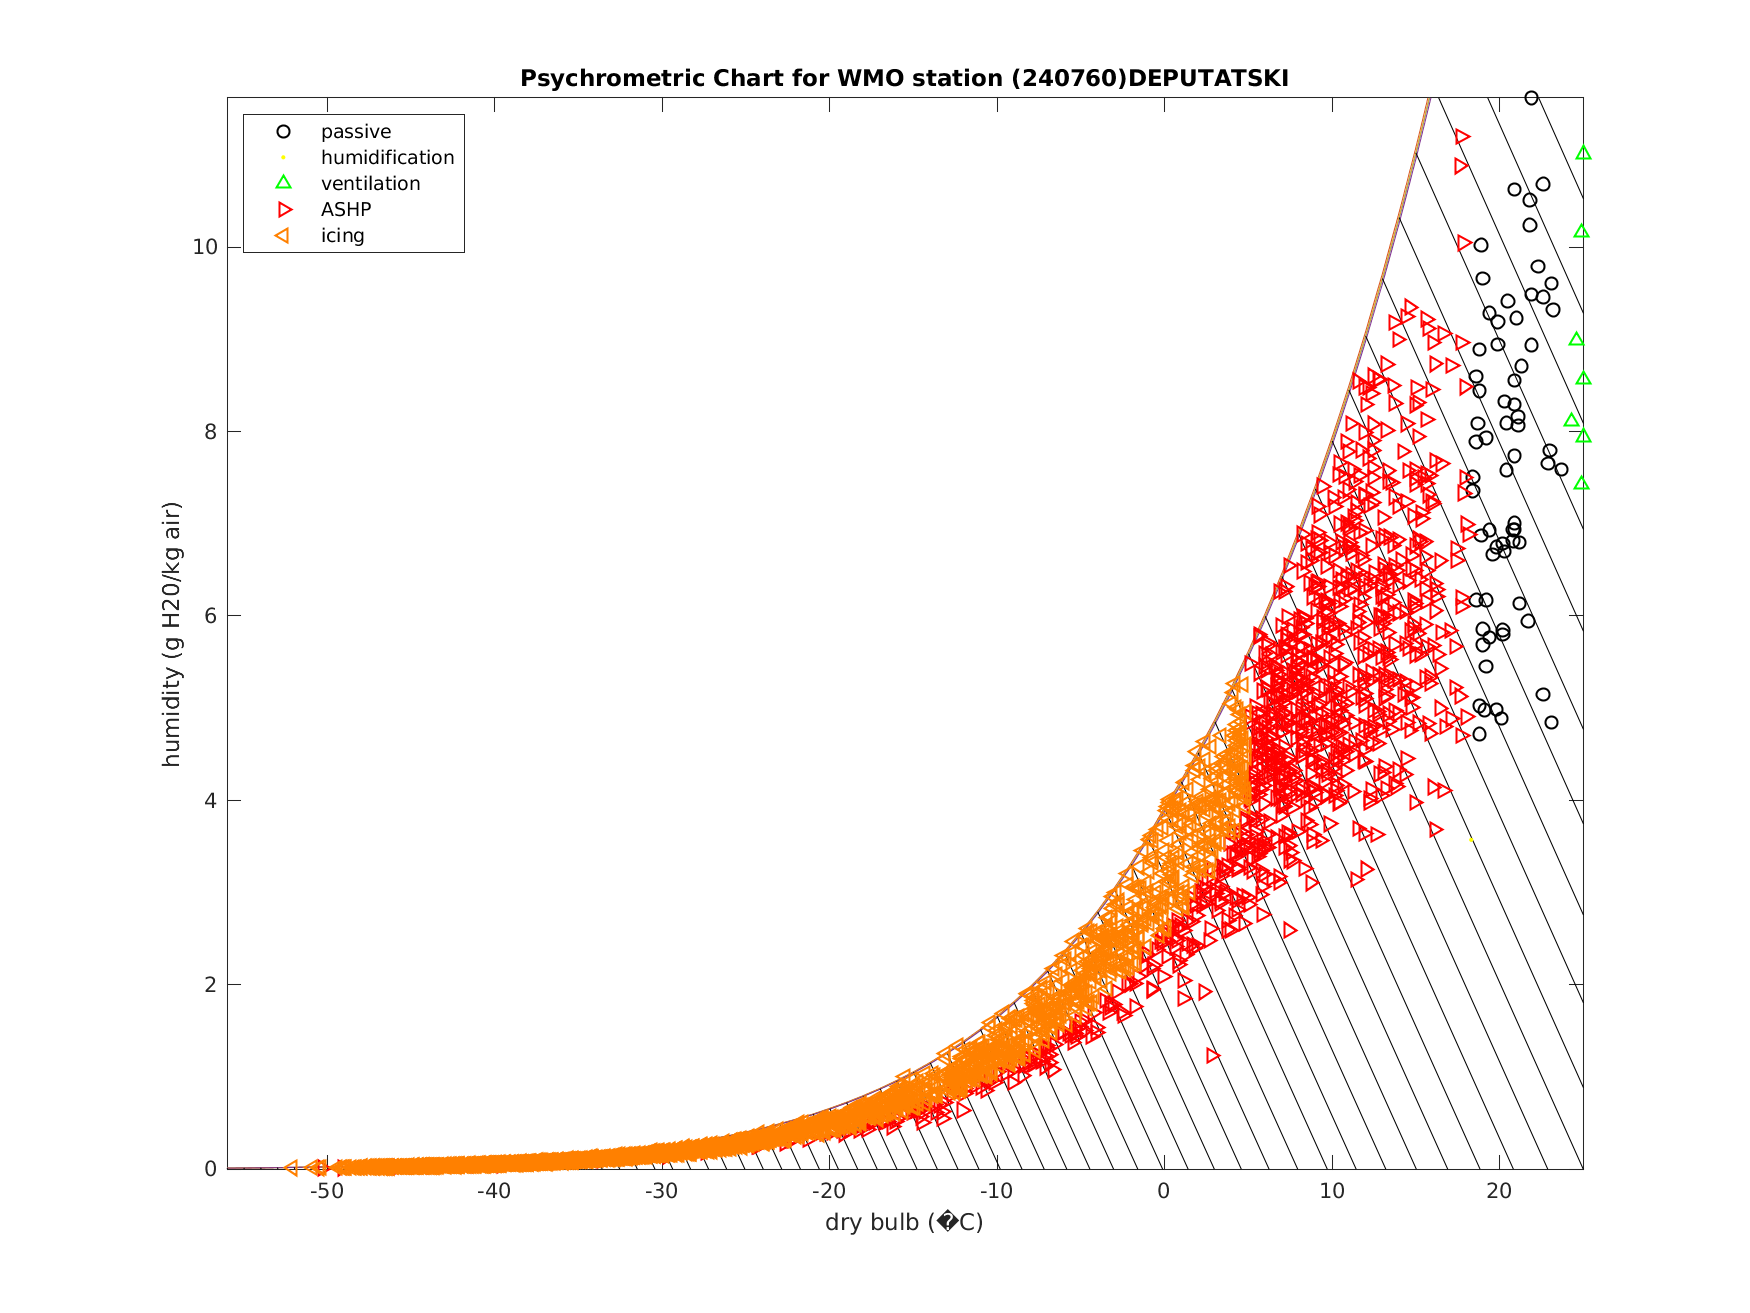 Psychrometric Chart for WMO station (240760)DEPUTATSKI
passive
humidification
ventilation
ASHP
icing
humidity (g H20/kg air)
10
8
6
4
2
0
-50 -40 -30 -20 -10 0 10 20
dry bulb (�C)